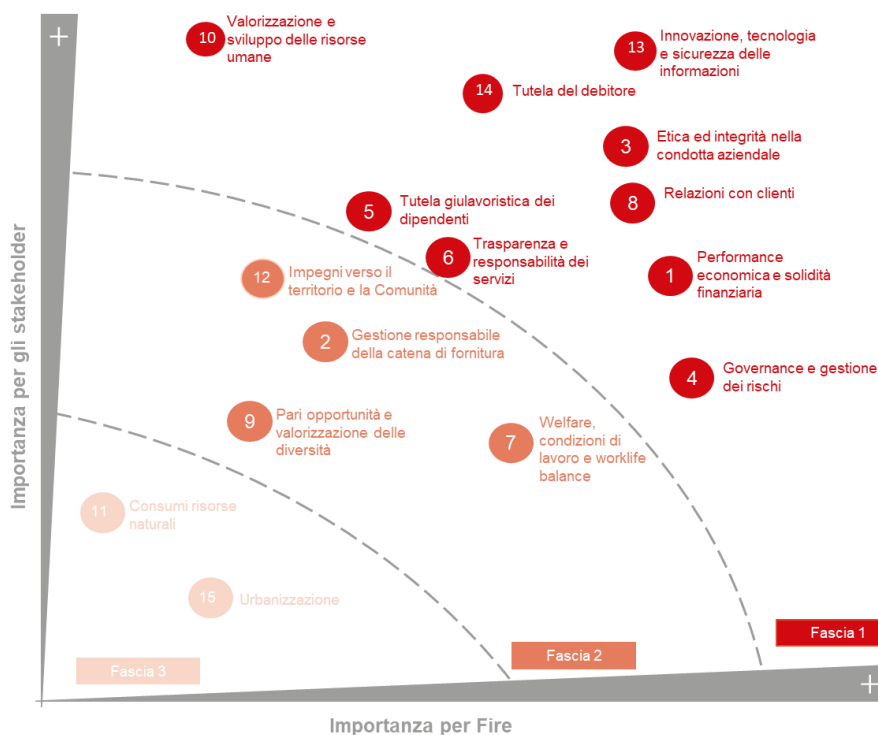 +
10
Valorizzazione e
sviluppo delle risorse
umane
13
Innovazione, tecnologia
e sicurezza delle
informazioni
14
Tutela del debitore
3
Etica ed integrità nella
condotta aziendale
5
Tutela giulavoristica dei
dipendenti
8
Relazioni con clienti
6
Trasparenza e
responsabilità dei
servizi
12
Impegni verso il
territorio e la Comunità
1
Performance
economica e solidità
finanziaria
2
Gestione responsabile
della catena di fornitura
4
Governance e gestione
dei rischi
9
Pari opportunità e
valorizzazione delle
diversità
7
Welfare,
condizioni di
lavoro e worklife
balance
11
Consumi risorse
naturali
15
Urbanizzazione
Fascia 3
Fascia 2
Fascia 1
+
Importanza per gli stakeholder
Importanza per Fire